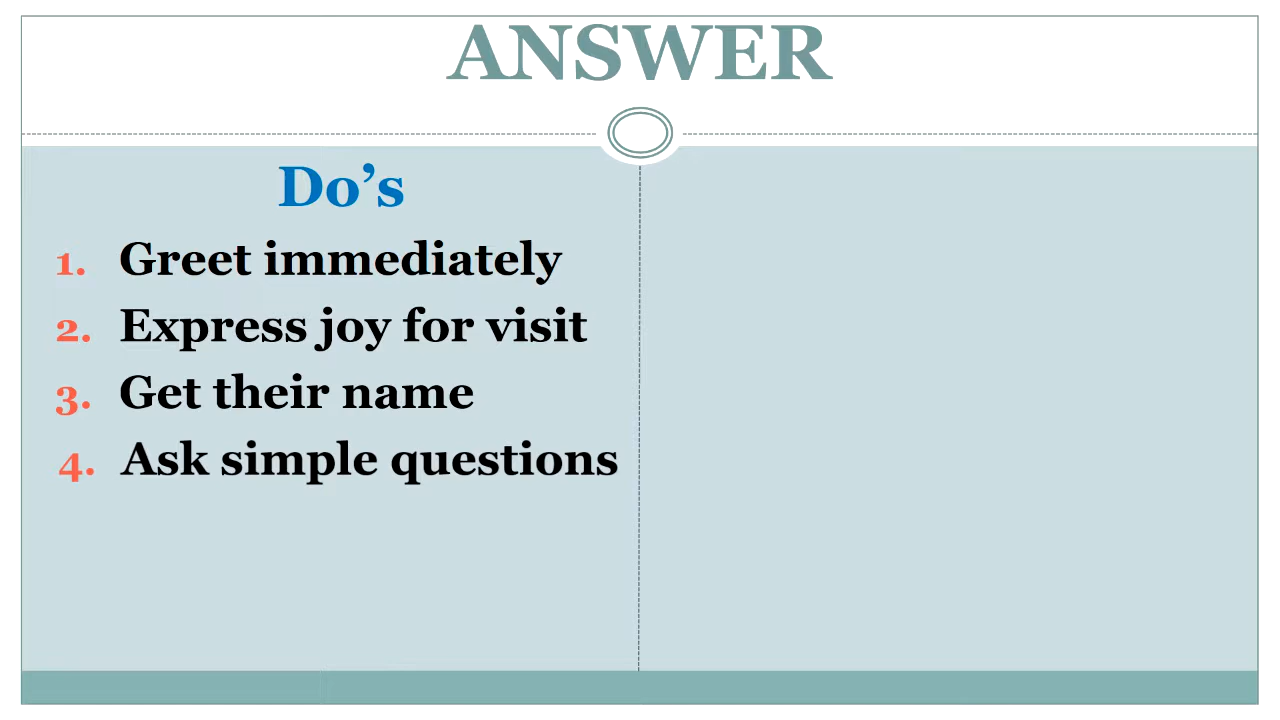 ANSWER
Do’s
1. Greet immediately
2. Express joy for visit
3. Get their name
4. Ask simple questions